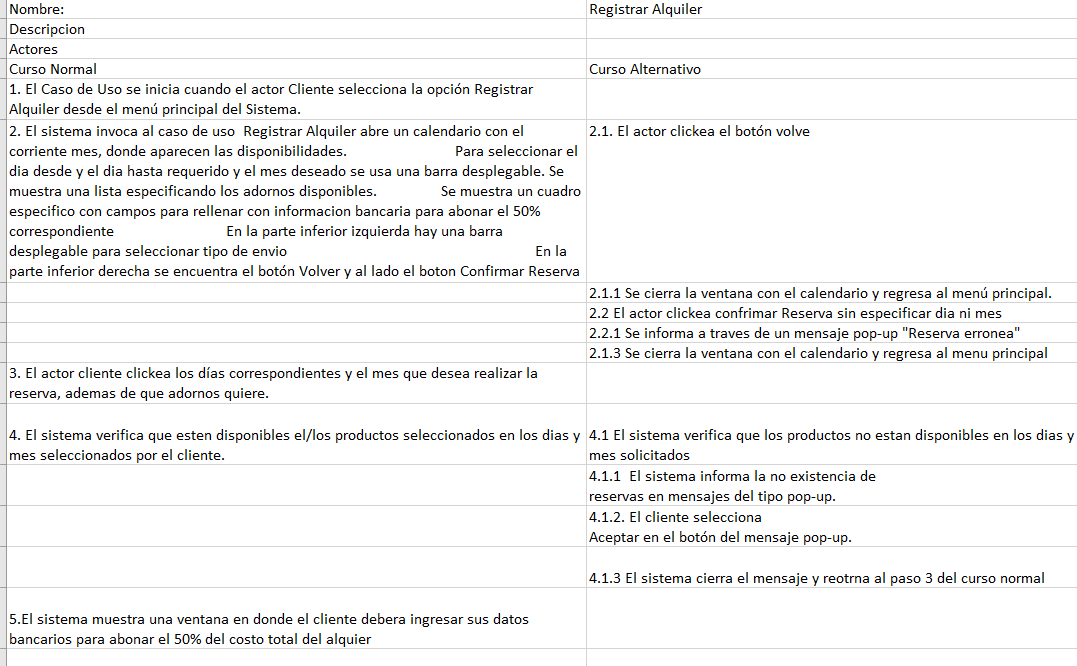 Nombre:
Registrar Alquiler
Descripcion
Actores
Curso Normal
Curso Alternativo
1. El Caso de Uso se inicia cuando el actor Cliente selecciona la opción Registrar
Alquiler desde el menú principal del Sistema.
2. El sistema invoca al caso de uso  Registrar Alquiler abre un calendario con el
corriente mes, donde aparecen las disponibilidades. Para seleccionar el
dia desde y el dia hasta requerido y el mes deseado se usa una barra desplegable. Se
muestra una lista especificando los adornos disponibles. Se muestra un cuadro
especifico con campos para rellenar con informacion bancaria para abonar el 50%
correspondiente En la parte inferior izquierda hay una barra
desplegable para seleccionar tipo de envio En la
parte inferior derecha se encuentra el botón Volver y al lado el boton Confirmar Reserva
2.1. El actor clickea el botón volve
2.1.1 Se cierra la ventana con el calendario y regresa al menú principal.
2.2 El actor clickea confrimar Reserva sin especificar dia ni mes
2.2.1 Se informa a traves de un mensaje pop-up "Reserva erronea"
2.1.3 Se cierra la ventana con el calendario y regresa al menu principal
3. El actor cliente clickea los días correspondientes y el mes que desea realizar la
reserva, ademas de que adornos quiere.
4. El sistema verifica que esten disponibles el/los productos seleccionados en los dias y
mes seleccionados por el cliente.
4.1 El sistema verifica que los productos no estan disponibles en los dias y
mes solicitados
4.1.1  El sistema informa la no existencia de
reservas en mensajes del tipo pop-up.
4.1.2. El cliente selecciona
Aceptar en el botón del mensaje pop-up.
4.1.3 El sistema cierra el mensaje y reotrna al paso 3 del curso normal
5.El sistema muestra una ventana en donde el cliente debera ingresar sus datos
bancarios para abonar el 50% del costo total del alquier